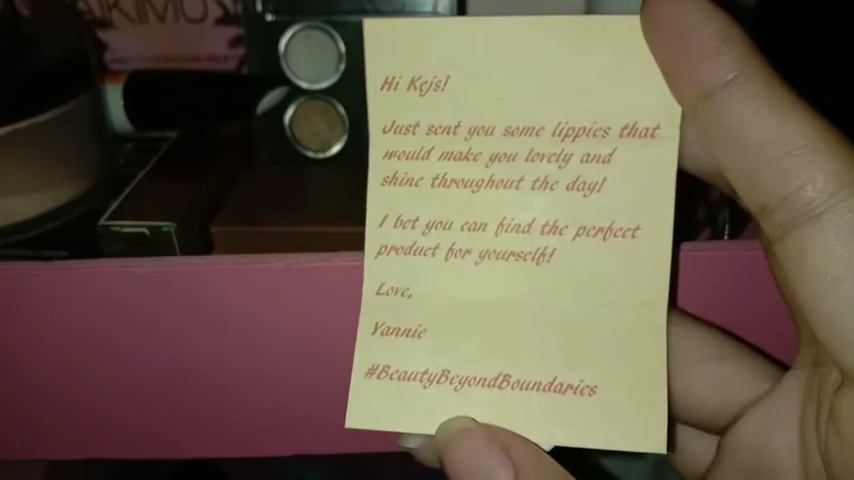 AIKIMUSE
Hi Kejs!
Just sent you some lippies that
would make you lovely and
shine throughout the day!
I bet you can find the perfect
product for yourself!
Love,
Yannie
#BeautyBeyondBoundaries